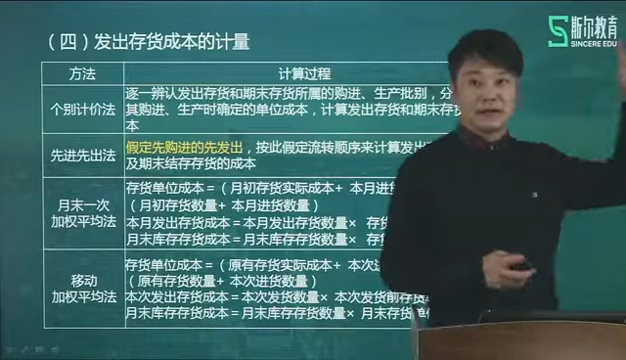 斯尔教育
SINCERE EDU
（四）发出存货成本的计量
方法
计算过程
个别计价法
逐一辨认发出存货和期末存货所属的购进、生产批别，分
其购进、生产时确定的单位成本，计算发出存货和期末存
本
先进先出法
假定先购进的先发出，按此假定流转顺序来计算发出
及期末结存存货的成本
月末一次
加权平均法
存货单位成本＝（月初存货实际成本+ 本月进货
（月初存货数量+ 本月进货数量）
本月发出存货成本＝本月发出存货数量× 存货
月末库存存货成本＝月末库存存货数量× 存货
移动
加权平均法
存货单位成本＝（原有存货实际成本+ 本次进
（原有存货数量+ 本次进货数量）
本次发出存货成本＝本次发货数量× 本次发货前存货
月末库存存货成本＝月末库存存货数量× 月末存货单位